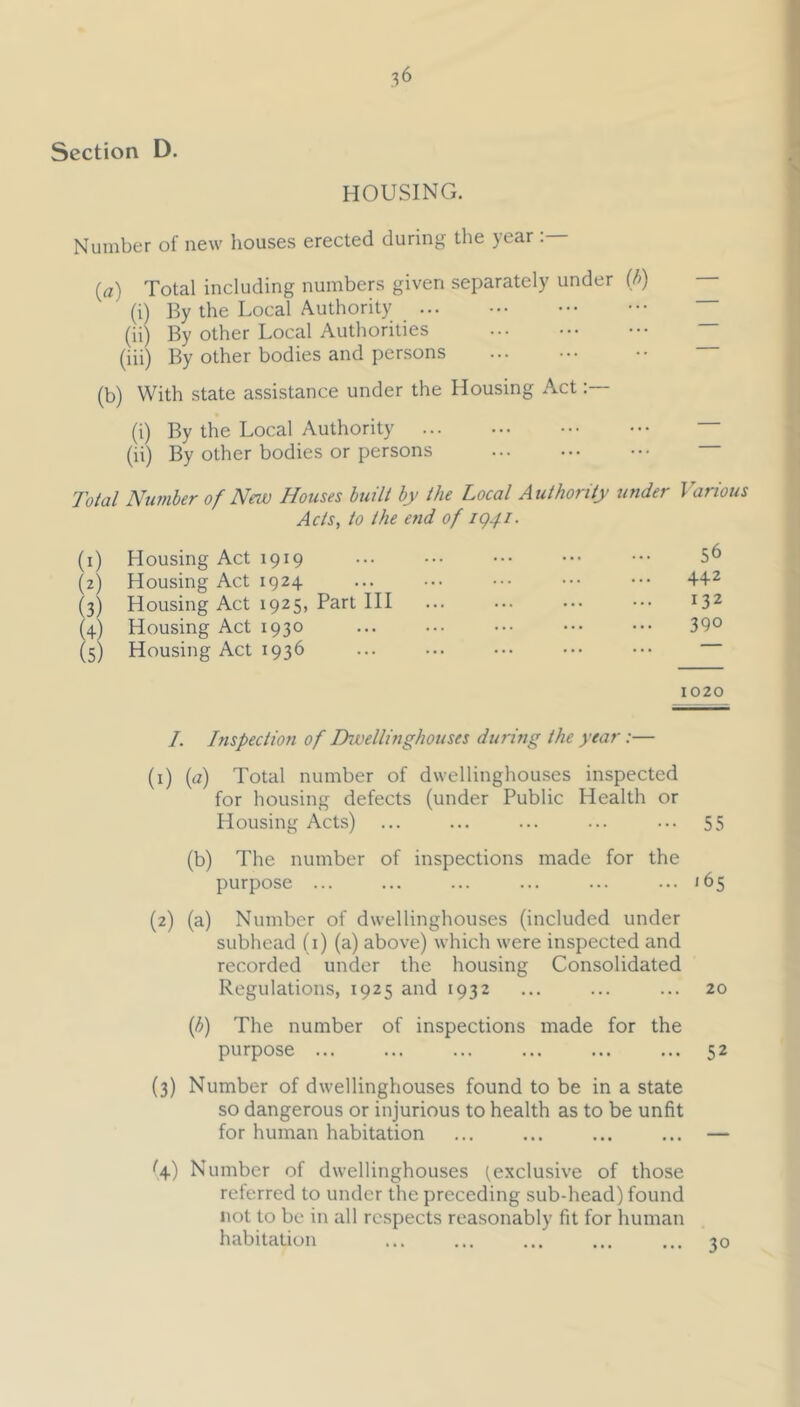 36
Section D.
HOUSING.
Number of new houses erected during the year :—
(a) Total including numbers given separately under (b) —
(i) By the Local Authority ... ... ... ... —
(ii) By other Local Authorities ... ... ... —
(iii) By other bodies and persons ... ... .. —
(b) With state assistance under the Housing Act :—
(i) By the Local Authority ... ... ... ... —
(ii) By other bodies or persons ... ... ... —
Total Number of New Houses built by the Local Authority under Various
Acts, to the end of 1941.
(1) Housing Act 1919 ... ... ... ... ... 56
(2) Housing Act 1924 ... ... ... ... ... 442
(3) Housing Act 1925, Part III ... ... ... ... 132
(4) Housing Act 1930 ... ... ... ... ... 390
(5) Housing Act 1936 ... ... ... ... ... —
1020
I. Inspection of Dwellinghouses during the year :—
(1) (a) Total number of dwellinghouses inspected
for housing defects (under Public Health or
Housing Acts) ... ... ... ... ... 55
(b) The number of inspections made for the
purpose ... ... ... ... ... ... 165
(2) (a) Number of dwellinghouses (included under
subhead (1) (a) above) which were inspected and
recorded under the housing Consolidated
Regulations, 1925 and 1932 ... ... ... 20
(b) The number of inspections made for the
purpose ... ... ... ... ... ... 52
(3) Number of dwellinghouses found to be in a state
so dangerous or injurious to health as to be unfit
for human habitation ... ... ... ... —
(4) Number of dwellinghouses (exclusive of those
referred to under the preceding sub-head) found
not to be in all respects reasonably fit for human
habitation ... ... ... ... ... 30